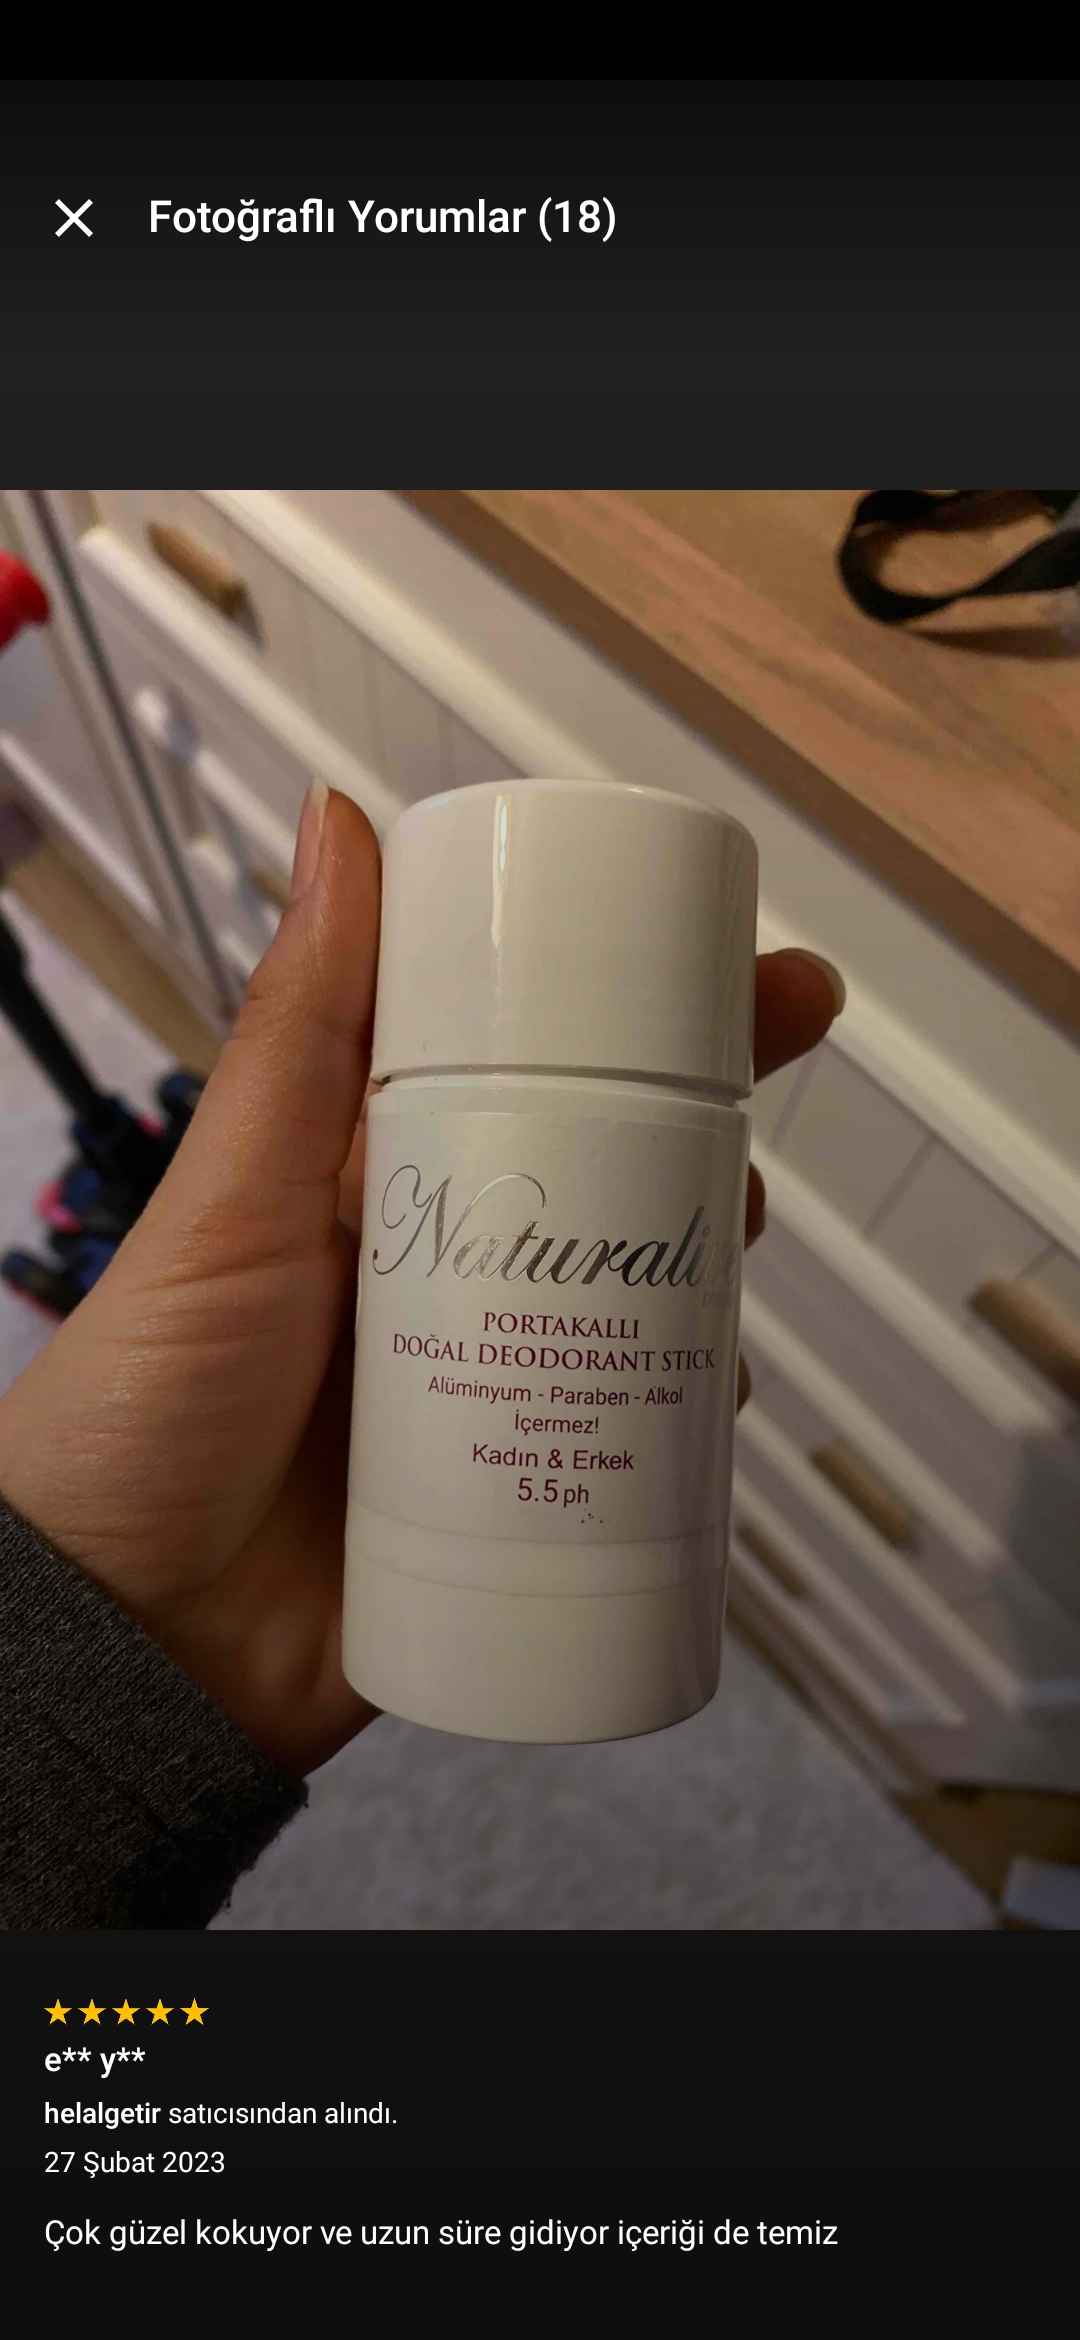 Fotoğraflı Yorumlar (18)
PORTAKALLI
DOĞAL DEODORANT STICK
Alüminyum - Paraben - Alkol
İçermez!
Kadın & Erkek
5.5 ph
e** y**
helalgetir satıcısından alındı.
27 Şubat 2023
Çok güzel kokuyor ve uzun süre gidiyor içeriği de temiz